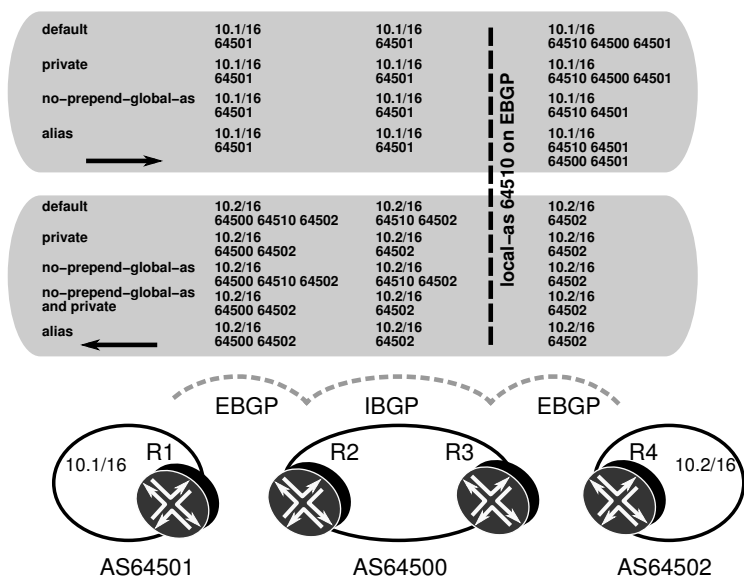 default 10.1/16 10.1/16 10.1/16
64501 64501 64510 64500 64501
private 10.1/16 10.1/16 10.1/16
64501 64501 64510 64500 64501
no−prepend−global−as 10.1/16 10.1/16 10.1/16
64501 64501 64510 64501
alias 10.1/16 10.1/16 10.1/16
64501 64501 64510 64501
64500 64501
local−as 64510 on EBGP
default 10.2/16 10.2/16 10.2/16
64500 64510 64502 64510 64502 64502
private 10.2/16 10.2/16 10.2/16
64500 64502 64502 64502
no−prepend−global−as 10.2/16 10.2/16 10.2/16
64500 64510 64502 64510 64502 64502
no−prepend−global−as 10.2/16 10.2/16 10.2/16
and private 64500 64502 64502 64502
alias 10.2/16 10.2/16 10.2/16
64500 64502 64502 64502
EBGP IBGP EBGP
R1 R2 R3 R4
10.1/16 10.2/16
AS64501 AS64500 AS64502